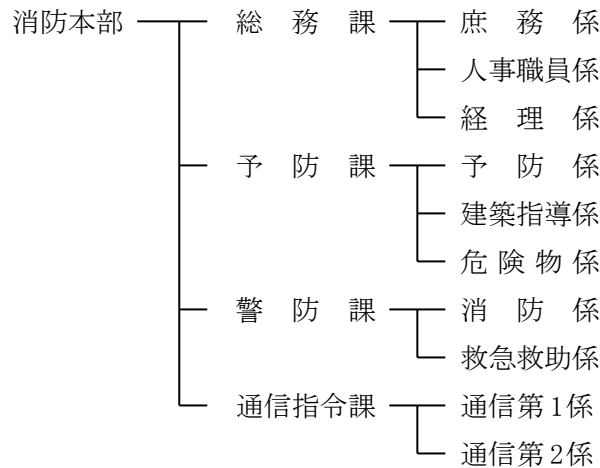 消防本部 総務課 庶務係
人事職員係
経理係
予防課 予防係
建築指導係
危険物係
警防課 消防係
救急救助係
通信指令課 通信第1係
通信第2係